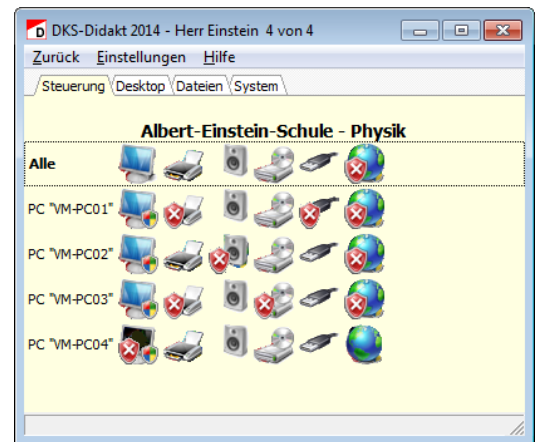 D DKS-Didakt 2014 - Herr Einstein 4 von 4
Zurück Einstellungen Hilfe
Steuerung Desktop Dateien System
Albert-Einstein-Schule - Physik
Alle
PC "VM-PC01"
PC "VM-PC02"
PC "VM-PC03"
PC "VM-PC04"